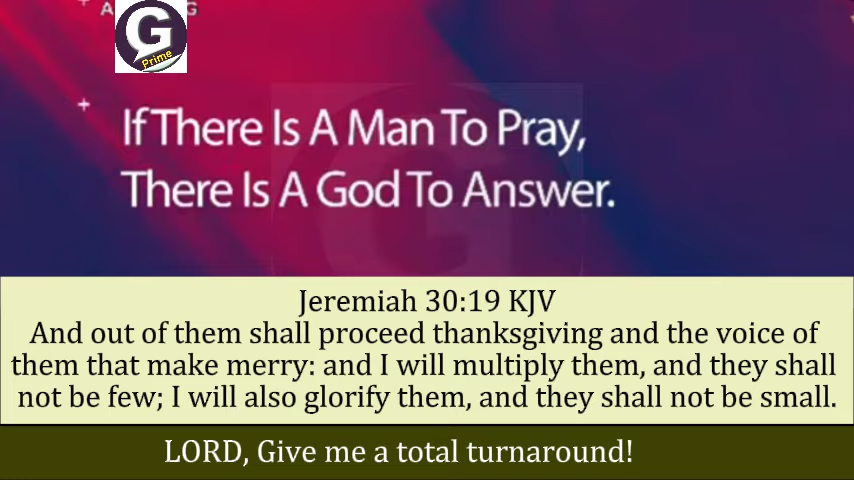 G
Prime
If There Is A Man To Pray,
There Is A God To Answer.
Jeremiah 30:19 KJV
And out of them shall proceed thanksgiving and the voice of
them that make merry: and I will multiply them, and they shall
not be few; I will also glorify them, and they shall not be small.
LORD, Give me a total turnaround!